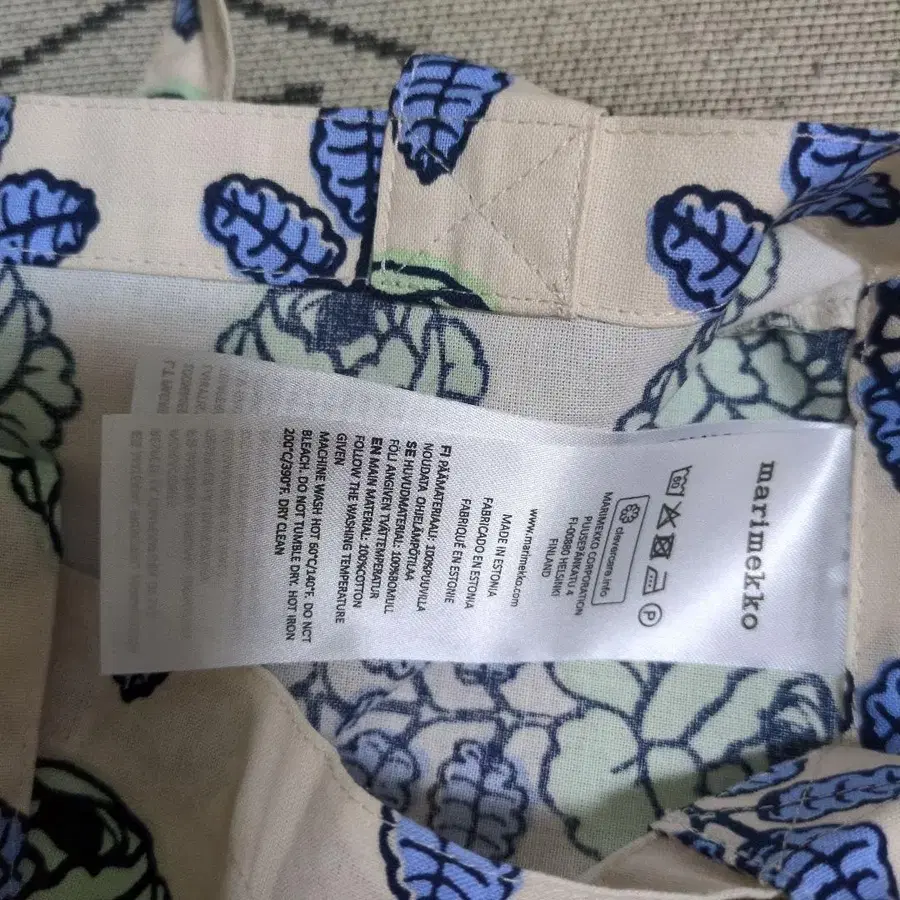 marimekko
60
P
clevercare.info
MARIMEKKO CORPORATION
PUUSEPÄNKATU 4
FI-00880 HELSINKI
FINLAND
www.marimekko.com
MADE IN ESTONIA
FABRICADO EN ESTONIA
FABRIQUÉ EN ESTONIE
FI PÄÄMATERIAALI: 100%PUUVILLA
NOUDATA OHJELÄMPÖTILAA
SE HUVUDMATERIAL: 100%BOMULL
FÖLJ ANGIVEN TVÄTTEMPERATUR
EN MAIN MATERIAL: 100%COTTON
FOLLOW THE WASHING TEMPERATURE
GIVEN
MACHINE WASH HOT 60°C/140°F. DO NOT
BLEACH. DO NOT TUMBLE DRY. HOT IRON
200°C/390°F. DRY CLEAN